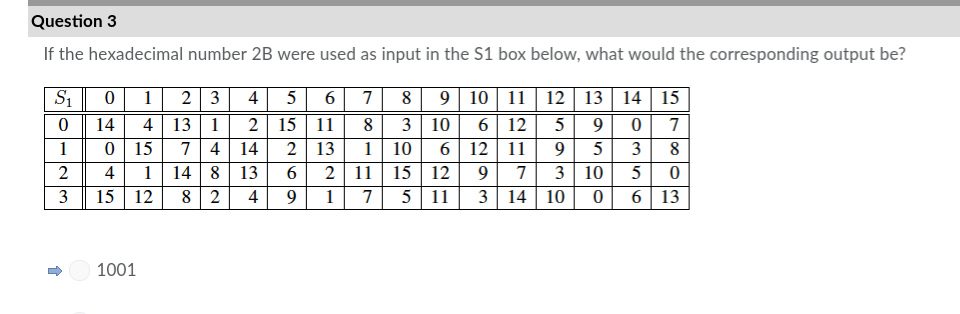 Question 3
If the hexadecimal number 2B were used as input in the S1 box below, what would the corresponding output be?
S1 0 1 2 3 4 5 6 7 8 9 10 11 12 13 14 15
0 14 4 13 1 2 15 11 8 3 10 6 12 5 9 0 7
1 0 15 7 4 14 2 13 1 10 6 12 11 9 5 3 8
2 4 1 14 8 13 6 2 11 15 12 9 7 3 10 5 0
3 15 12 8 2 4 9 1 7 5 11 3 14 10 0 6 13
1001